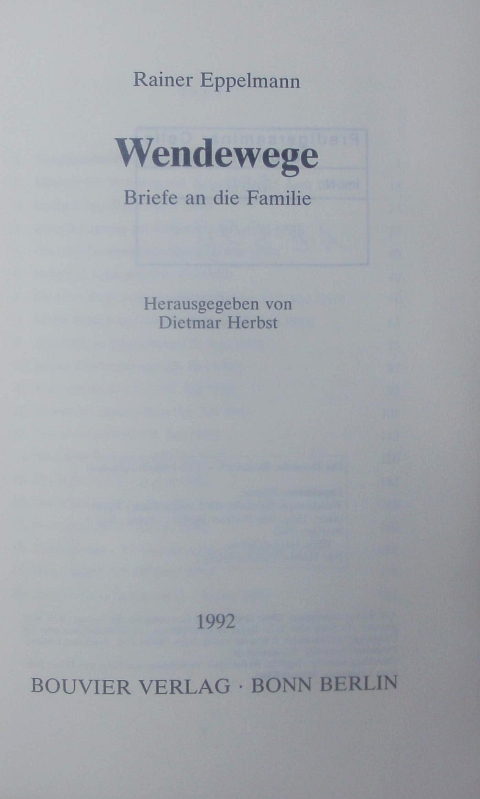 Rainer Eppelmann
Wendewege
Briefe an die Familie
Herausgegeben von
Dietmar Herbst
1992
BOUVIER VERLAG · BONN BERLIN